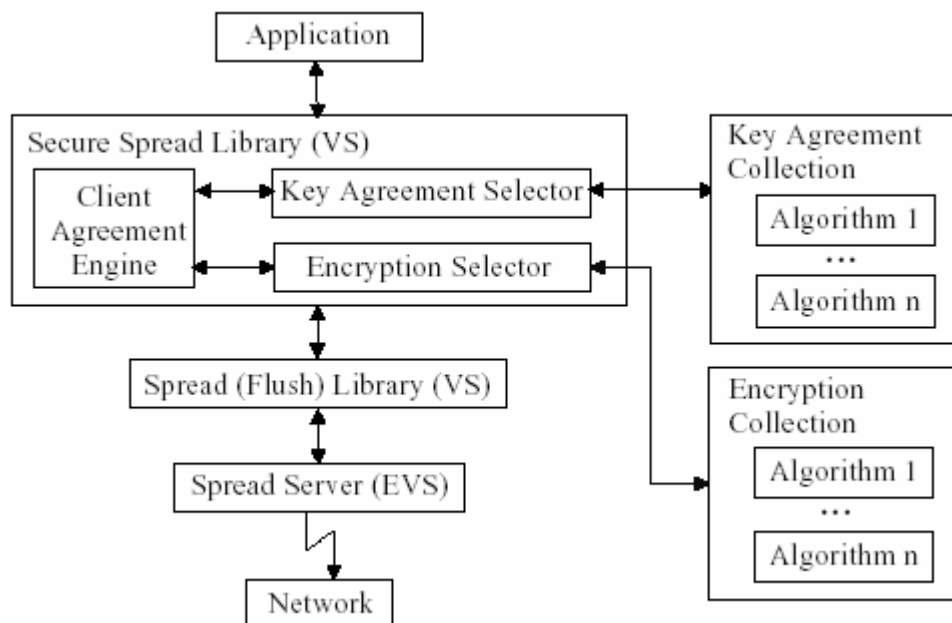 Application
Secure Spread Library (VS)
Client
Agreement
Engine
Key Agreement Selector
Encryption Selector
Spread (Flush) Library (VS)
Spread Server (EVS)
Network
Key Agreement
Collection
Algorithm 1
...
Algorithm n
Encryption
Collection
Algorithm 1
...
Algorithm n